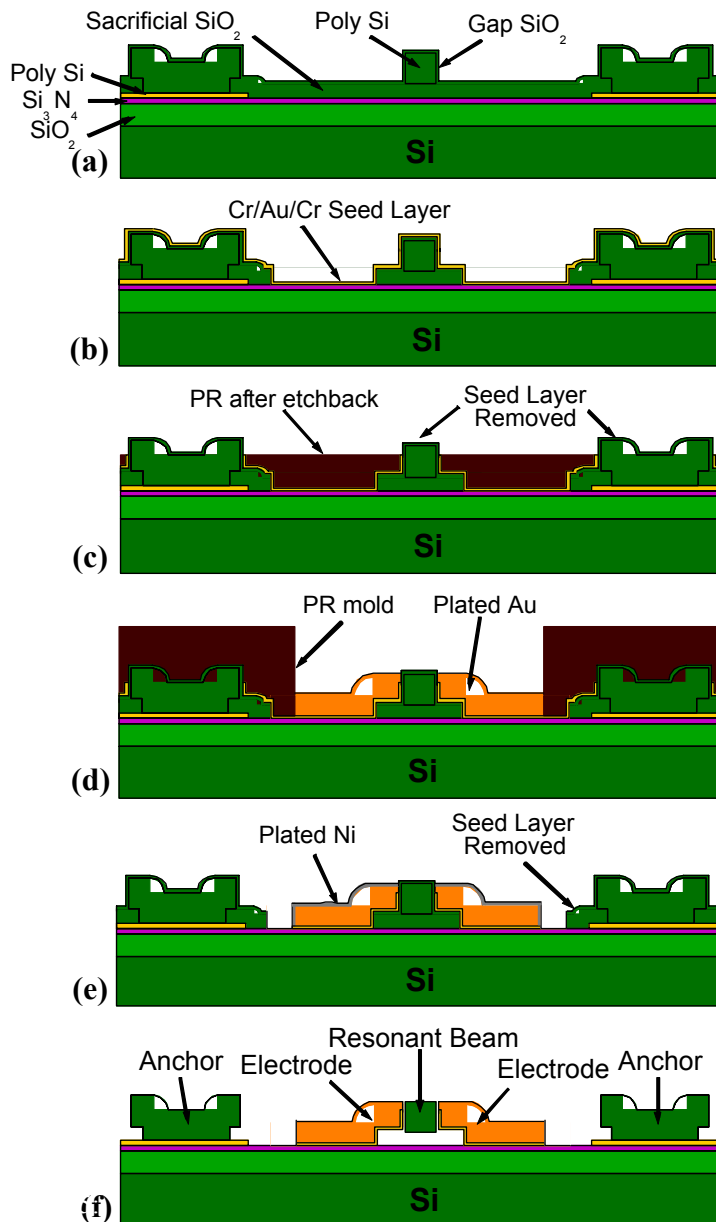 Sacrificial SiO2 Poly Si Gap SiO2
Poly Si
Si3N4
SiO2
Si
(a)
Cr/Au/Cr Seed Layer
Si
(b)
PR after etchback Seed Layer
Removed
Si
(c)
PR mold Plated Au
Si
(d)
Plated Ni Seed Layer
Removed
Si
(e)
Resonant Beam
Anchor Electrode Electrode Anchor
Si
(f)